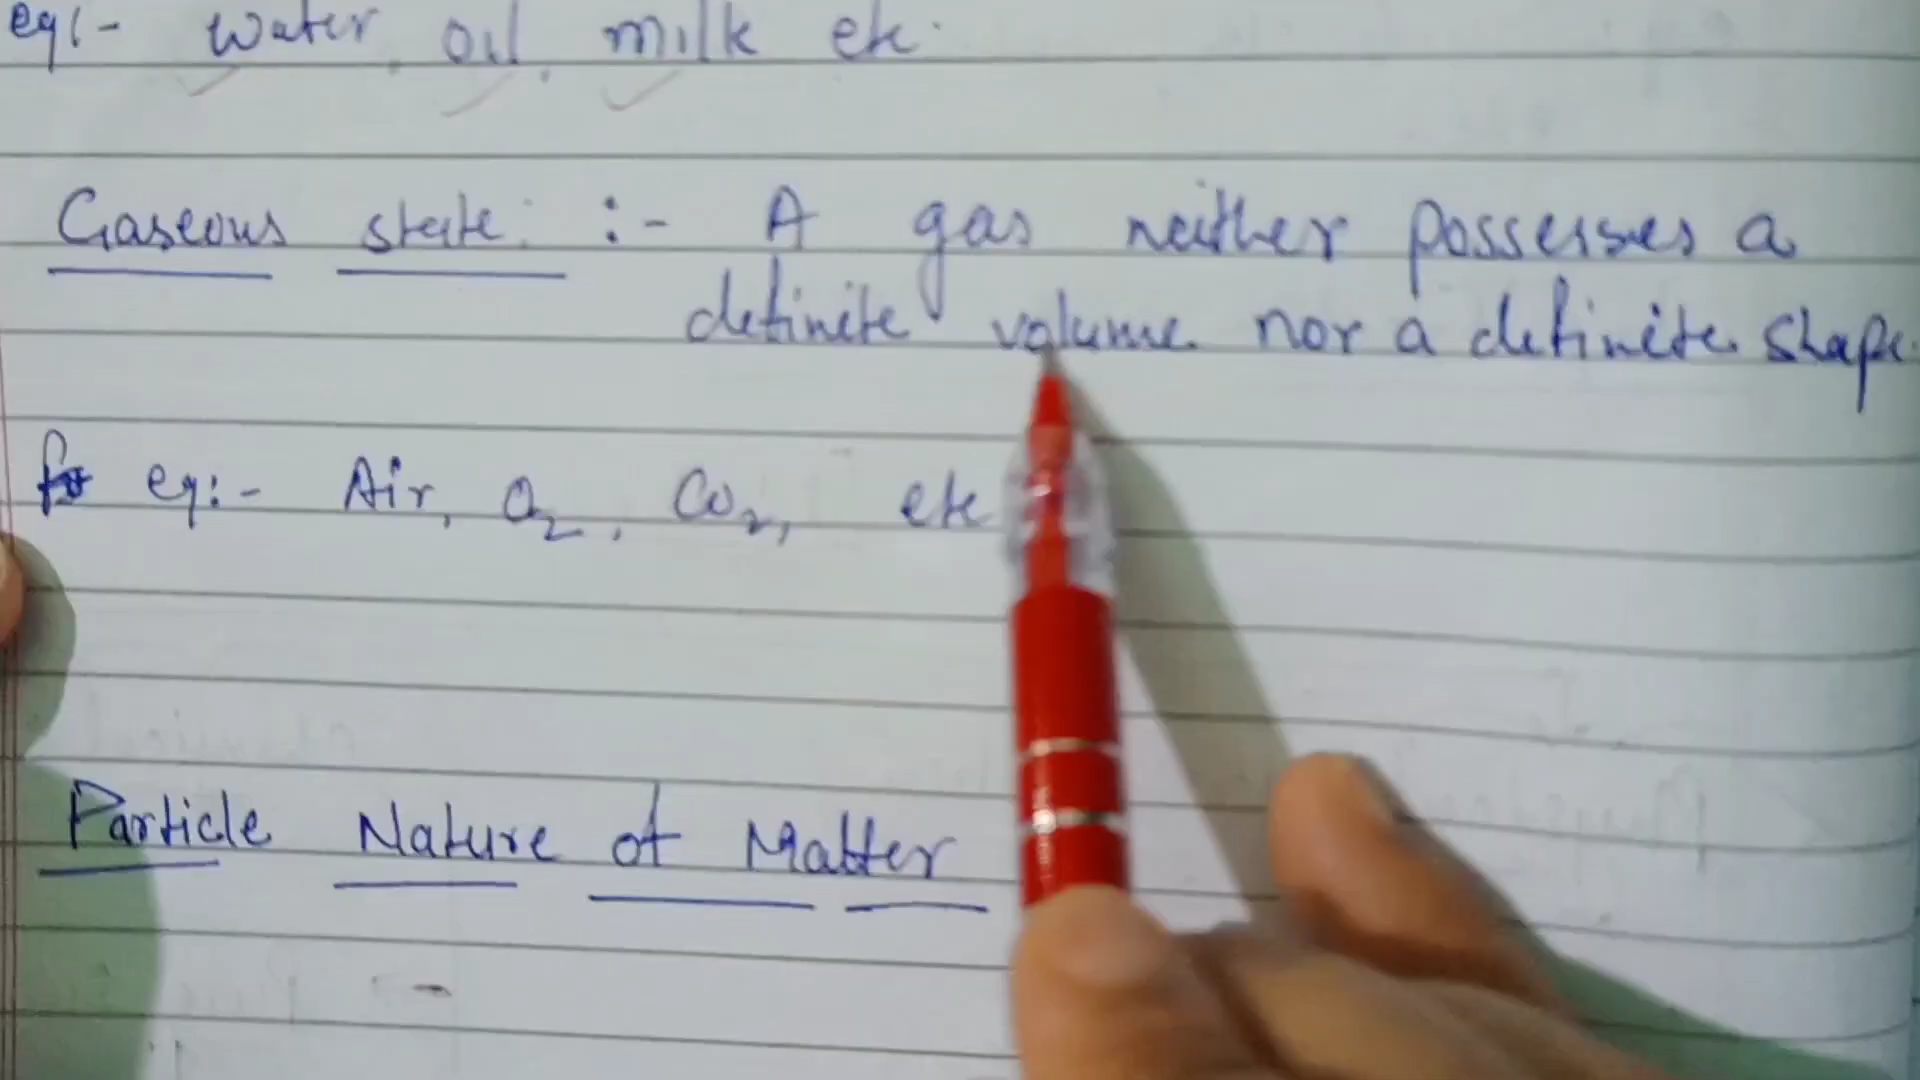 eg:- water, oil, milk etc.
Gaseous state :- A gas neither possesses a
definite volume nor a definite shape.
for eg:- Air, O2, CO2, etc
Particle Nature of Matter